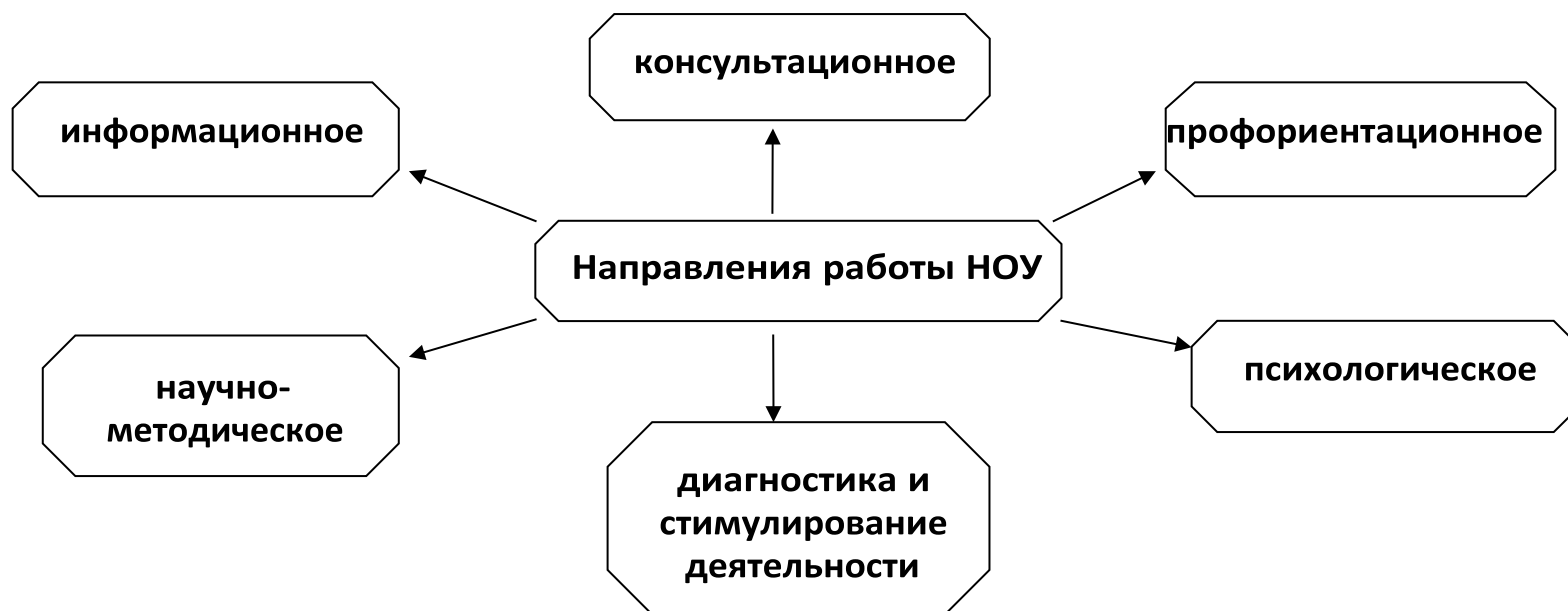 консультационное
информационное
профориентационное
Направления работы НОУ
психологическое
научно-
методическое
диагностика и
стимулирование
деятельности